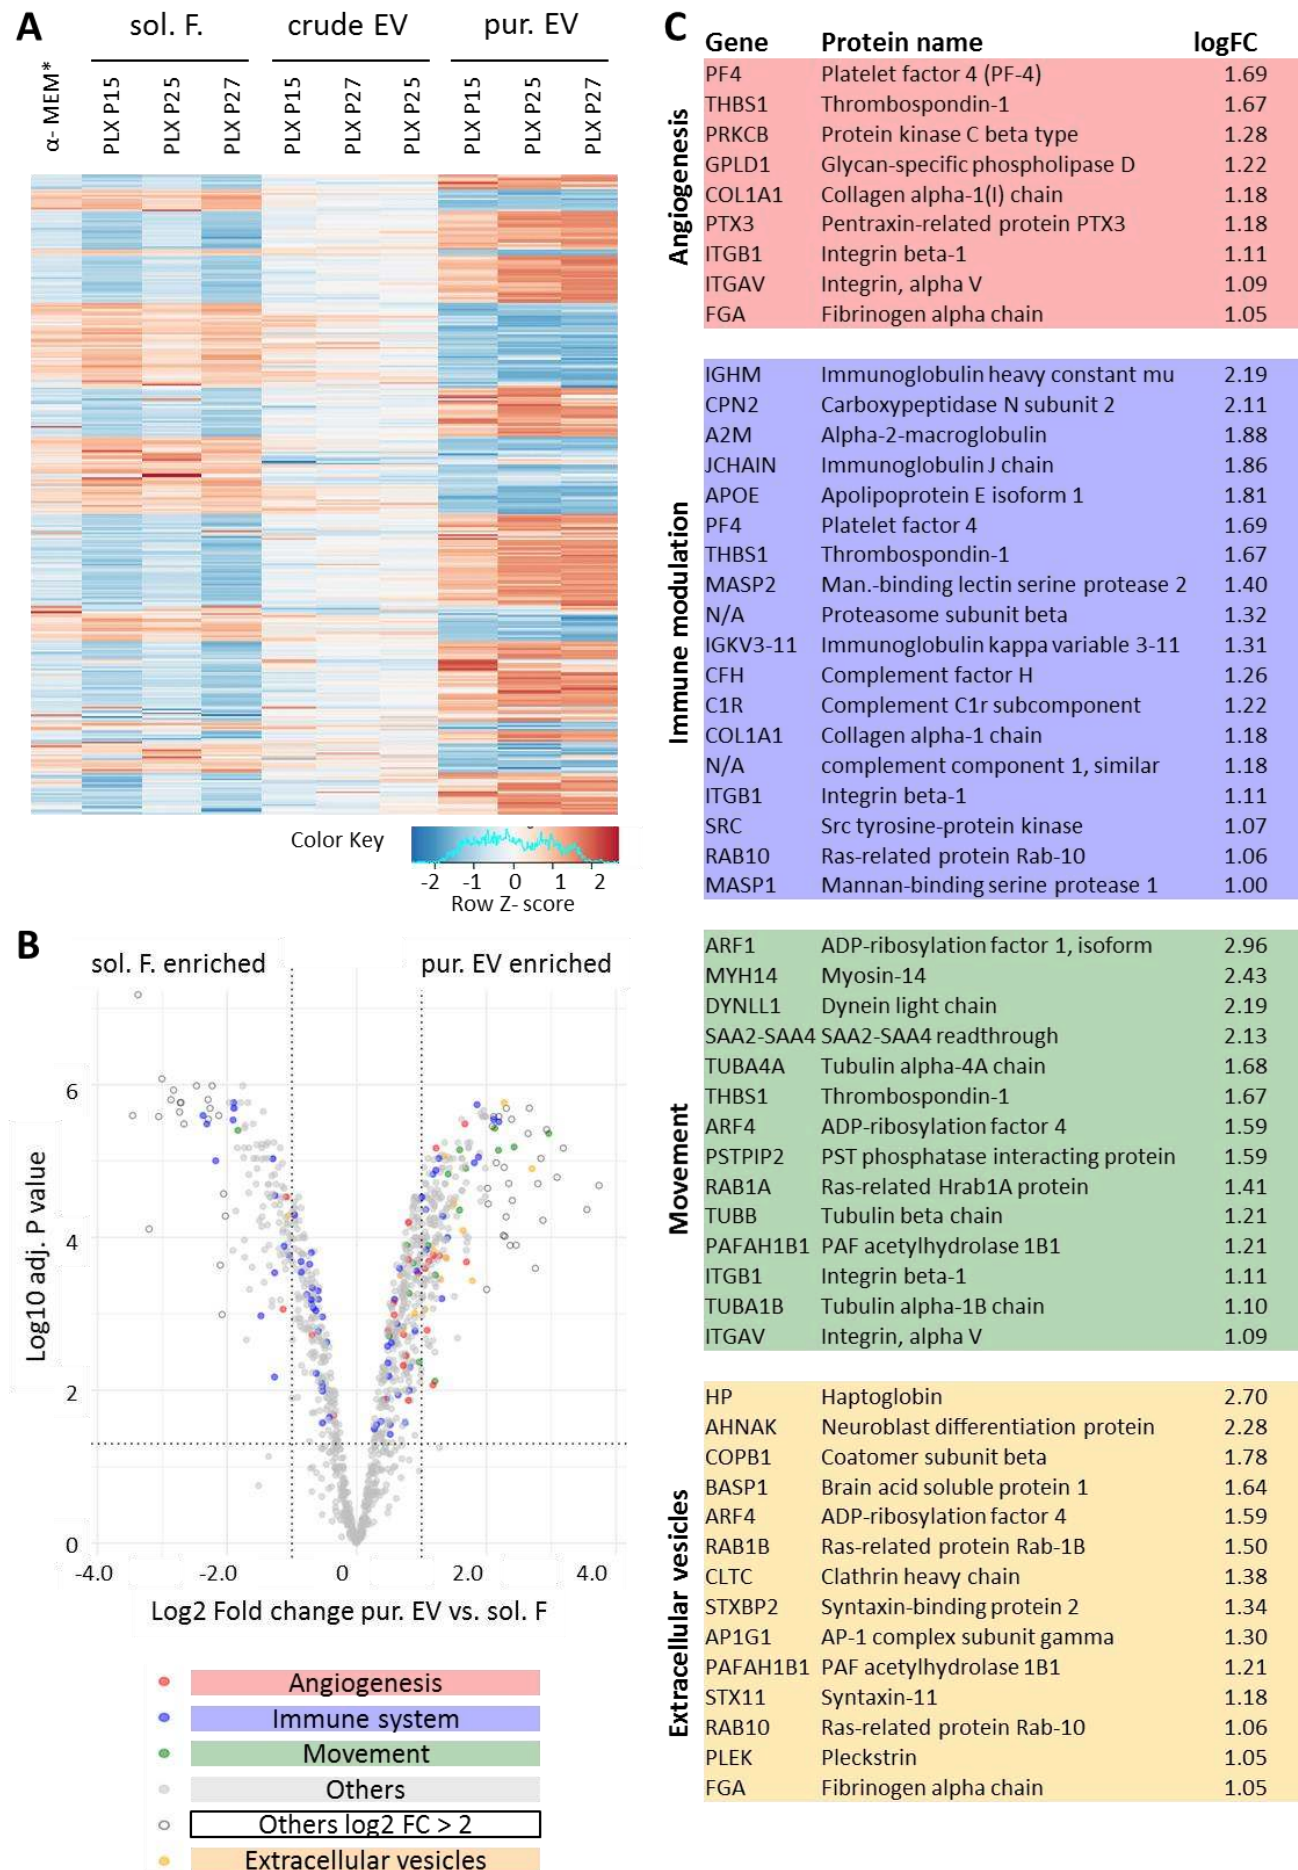 A
sol. F.
crude EV
pur. EV
α- MEM*
PLX P15
PLX P25
PLX P27
PLX P15
PLX P27
PLX P25
PLX P15
PLX P25
PLX P27
Color Key
-2 -1 0 1 2
Row Z- score
B
sol. F. enriched
pur. EV enriched
Log10 adj. P value
6
4
2
0
-4.0 -2.0 0 2.0 4.0
Log2 Fold change pur. EV vs. sol. F
Angiogenesis
Immune system
Movement
Others
Others log2 FC > 2
Extracellular vesicles
C
Gene Protein name logFC
Angiogenesis
PF4 Platelet factor 4 (PF-4) 1.69
THBS1 Thrombospondin-1 1.67
PRKCB Protein kinase C beta type 1.28
GPLD1 Glycan-specific phospholipase D 1.22
COL1A1 Collagen alpha-1(I) chain 1.18
PTX3 Pentraxin-related protein PTX3 1.18
ITGB1 Integrin beta-1 1.11
ITGAV Integrin, alpha V 1.09
FGA Fibrinogen alpha chain 1.05
Immune modulation
IGHM Immunoglobulin heavy constant mu 2.19
CPN2 Carboxypeptidase N subunit 2 2.11
A2M Alpha-2-macroglobulin 1.88
JCHAIN Immunoglobulin J chain 1.86
APOE Apolipoprotein E isoform 1 1.81
PF4 Platelet factor 4 1.69
THBS1 Thrombospondin-1 1.67
MASP2 Man.-binding lectin serine protease 2 1.40
N/A Proteasome subunit beta 1.32
IGKV3-11 Immunoglobulin kappa variable 3-11 1.31
CFH Complement factor H 1.26
C1R Complement C1r subcomponent 1.22
COL1A1 Collagen alpha-1 chain 1.18
N/A complement component 1, similar 1.18
ITGB1 Integrin beta-1 1.11
SRC Src tyrosine-protein kinase 1.07
RAB10 Ras-related protein Rab-10 1.06
MASP1 Mannan-binding serine protease 1 1.00
Movement
ARF1 ADP-ribosylation factor 1, isoform 2.96
MYH14 Myosin-14 2.43
DYNLL1 Dynein light chain 2.19
SAA2-SAA4 SAA2-SAA4 readthrough 2.13
TUBA4A Tubulin alpha-4A chain 1.68
THBS1 Thrombospondin-1 1.67
ARF4 ADP-ribosylation factor 4 1.59
PSTPIP2 PST phosphatase interacting protein 1.59
RAB1A Ras-related Hrab1A protein 1.41
TUBB Tubulin beta chain 1.21
PAFAH1B1 PAF acetylhydrolase 1B1 1.21
ITGB1 Integrin beta-1 1.11
TUBA1B Tubulin alpha-1B chain 1.10
ITGAV Integrin, alpha V 1.09
Extracellular vesicles
HP Haptoglobin 2.70
AHNAK Neuroblast differentiation protein 2.28
COPB1 Coatomer subunit beta 1.78
BASP1 Brain acid soluble protein 1 1.64
ARF4 ADP-ribosylation factor 4 1.59
RAB1B Ras-related protein Rab-1B 1.50
CLTC Clathrin heavy chain 1.38
STXBP2 Syntaxin-binding protein 2 1.34
AP1G1 AP-1 complex subunit gamma 1.30
PAFAH1B1 PAF acetylhydrolase 1B1 1.21
STX11 Syntaxin-11 1.18
RAB10 Ras-related protein Rab-10 1.06
PLEK Pleckstrin 1.05
FGA Fibrinogen alpha chain 1.05